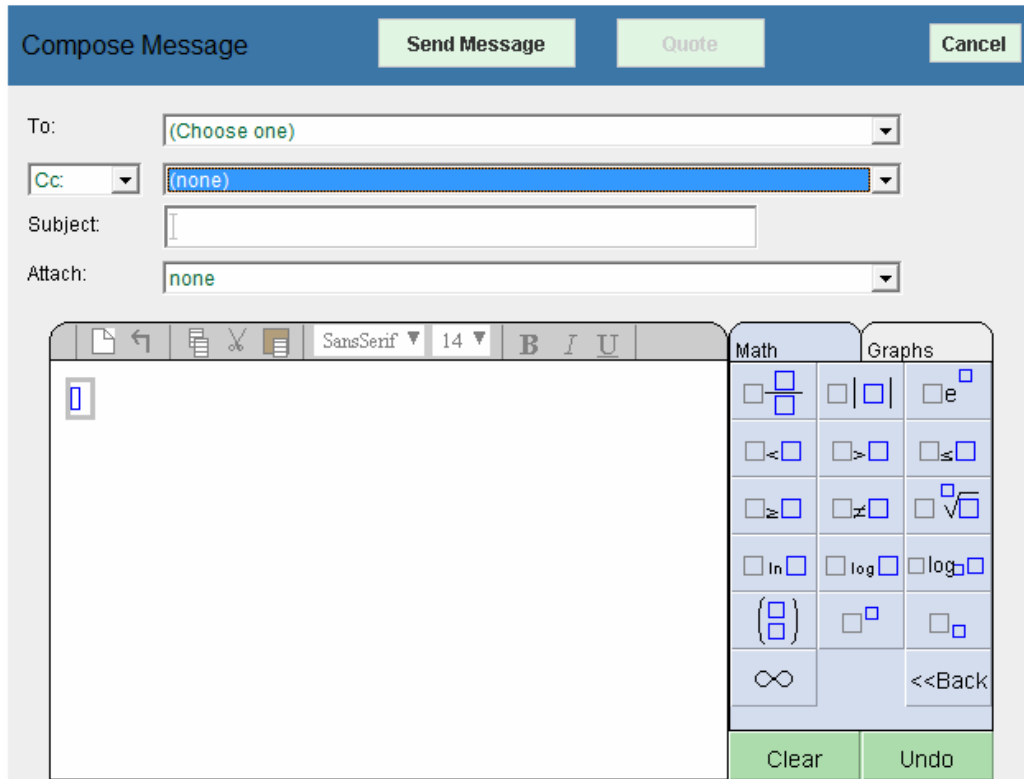 Compose Message Send Message Quote Cancel
To: (Choose one)
Cc: (none)
Subject:
Attach: none
SansSerif 14 B I U
Math Graphs
e
< > ≤
≥ ≠ √
ln log log
∞ <<Back
Clear Undo